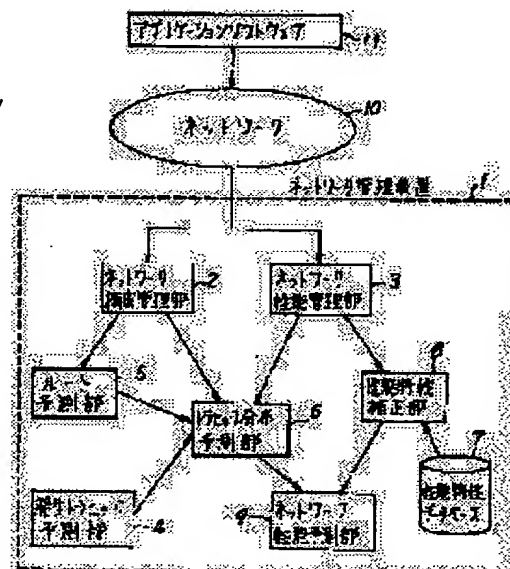 アプリケーションソフトウェア
11
ネットワーク
10
ネットワーク管理装置
1
ネットワーク
構成管理部
2
ネットワーク
性能管理部
3
ルート
予測部
5
トラヒック分布
予測部
6
性能特性
補正部
8
発生トラヒック
予測部
4
ネットワーク
性能予測部
9
性能特性
データベース
7